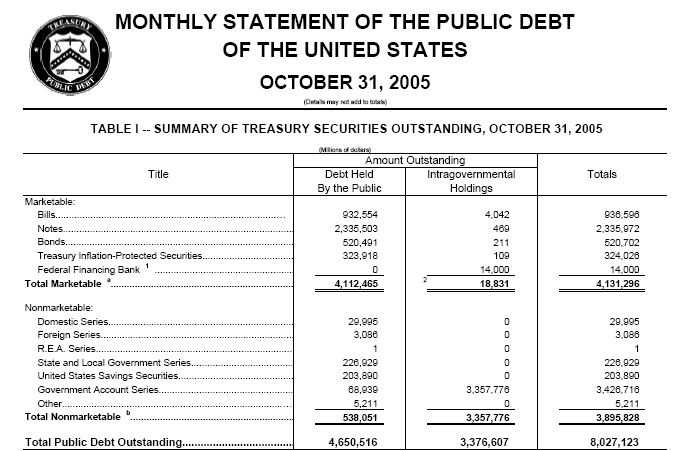 TREASURY
PUBLIC DEBT
MONTHLY STATEMENT OF THE PUBLIC DEBT
OF THE UNITED STATES
OCTOBER 31, 2005
(Details may not add to totals)
TABLE I -- SUMMARY OF TREASURY SECURITIES OUTSTANDING, OCTOBER 31, 2005
(Millions of dollars)
Amount Outstanding
Title Debt Held Intragovernmental Totals
By the Public Holdings
Marketable:
Bills 932,554 4,042 936,596
Notes 2,335,503 469 2,335,972
Bonds 520,491 211 520,702
Treasury Inflation-Protected Securities 323,918 109 324,026
Federal Financing Bank 1 0 14,000 14,000
Total Marketable a 4,112,465 2 18,831 4,131,296
Nonmarketable:
Domestic Series 29,995 0 29,995
Foreign Series 3,086 0 3,086
R.E.A. Series 1 0 1
State and Local Government Series 226,929 0 226,929
United States Savings Securities 203,890 0 203,890
Government Account Series 68,939 3,357,776 3,426,716
Other 5,211 0 5,211
Total Nonmarketable b 538,051 3,357,776 3,895,828
Total Public Debt Outstanding 4,650,516 3,376,607 8,027,123